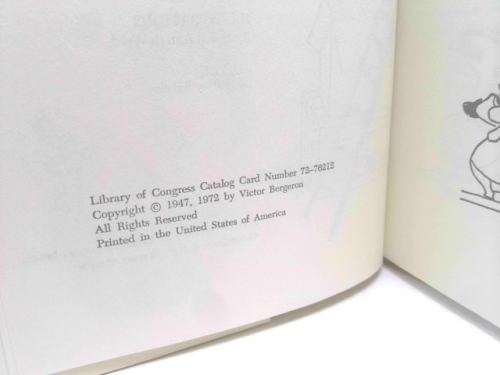 Library of Congress Catalog Card Number 72-76212
Copyright © 1947, 1972 by Victor Bergeron
All Rights Reserved
Printed in the United States of America